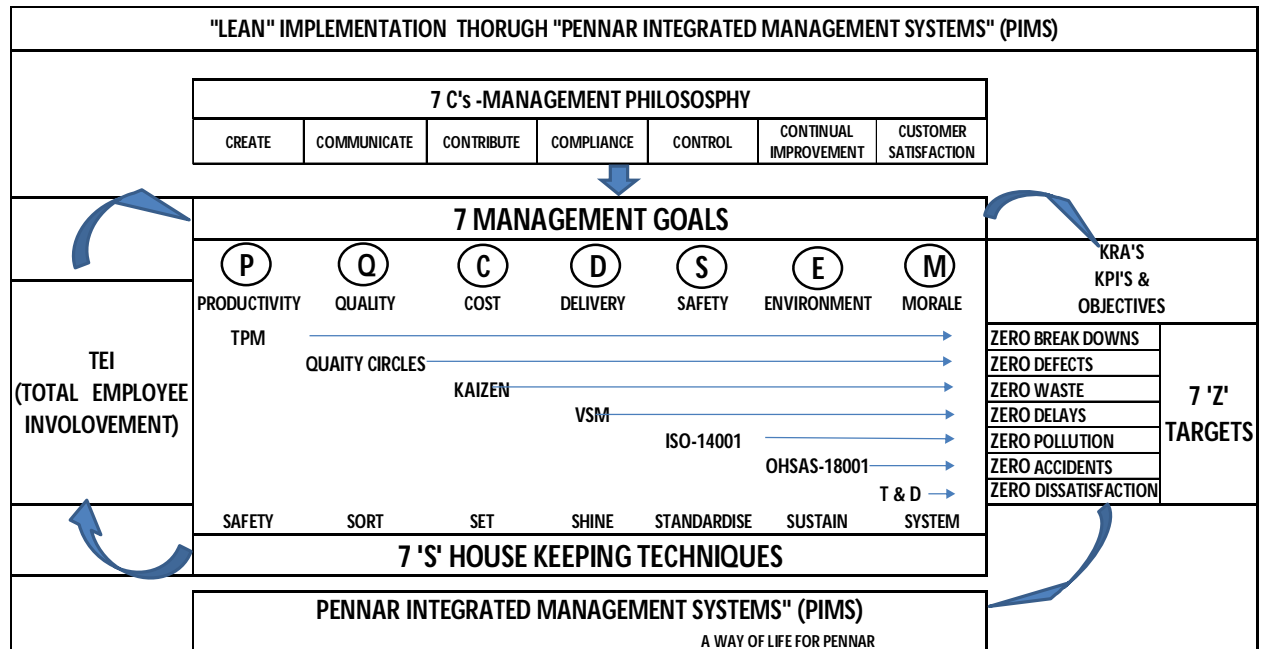 "LEAN" IMPLEMENTATION THORUGH "PENNAR INTEGRATED MANAGEMENT SYSTEMS" (PIMS)
7 C's -MANAGEMENT PHILOSOSPHY
CREATE COMMUNICATE CONTRIBUTE COMPLIANCE CONTROL CONTINUAL IMPROVEMENT CUSTOMER SATISFACTION
7 MANAGEMENT GOALS
P Q C D S E M
PRODUCTIVITY QUALITY COST DELIVERY SAFETY ENVIRONMENT MORALE
KRA'S
KPI'S &
OBJECTIVES
TEI
(TOTAL EMPLOYEE
INVOLOVEMENT)
TPM
QUAITY CIRCLES
KAIZEN
VSM
ISO-14001
OHSAS-18001
T & D
ZERO BREAK DOWNS
ZERO DEFECTS
ZERO WASTE
ZERO DELAYS
ZERO POLLUTION
ZERO ACCIDENTS
ZERO DISSATISFACTION
7 'Z'
TARGETS
SAFETY SORT SET SHINE STANDARDISE SUSTAIN SYSTEM
7 'S' HOUSE KEEPING TECHNIQUES
PENNAR INTEGRATED MANAGEMENT SYSTEMS" (PIMS)
A WAY OF LIFE FOR PENNAR